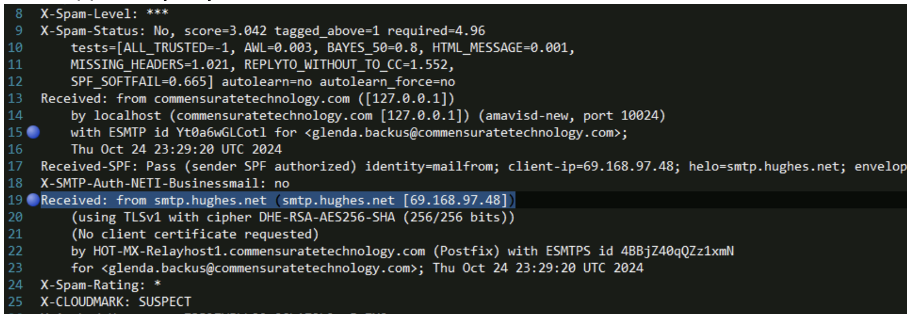 8 X-Spam-Level: ***
9 X-Spam-Status: No, score=3.042 tagged_above=1 required=4.96
10 tests=[ALL_TRUSTED=-1, AWL=0.003, BAYES_50=0.8, HTML_MESSAGE=0.001,
11 MISSING_HEADERS=1.021, REPLYTO_WITHOUT_TO_CC=1.552,
12 SPF_SOFTFAIL=0.665] autolearn=no autolearn_force=no
13 Received: from commensuratetechnology.com ([127.0.0.1])
14 by localhost (commensuratetechnology.com [127.0.0.1]) (amavisd-new, port 10024)
15 with ESMTP id Yt0a6wGLCotl for <glenda.backus@commensuratetechnology.com>;
16 Thu Oct 24 23:29:20 UTC 2024
17 Received-SPF: Pass (sender SPF authorized) identity=mailfrom; client-ip=69.168.97.48; helo=smtp.hughes.net; envelop
18 X-SMTP-Auth-NETI-Businessmail: no
19 Received: from smtp.hughes.net (smtp.hughes.net [69.168.97.48])
20 (using TLSv1 with cipher DHE-RSA-AES256-SHA (256/256 bits))
21 (No client certificate requested)
22 by HOT-MX-Relayhost1.commensuratetechnology.com (Postfix) with ESMTPS id 4BBjZ40qQZz1xmN
23 for <glenda.backus@commensuratetechnology.com>; Thu Oct 24 23:29:20 UTC 2024
24 X-Spam-Rating: *
25 X-CLOUDMARK: SUSPECT